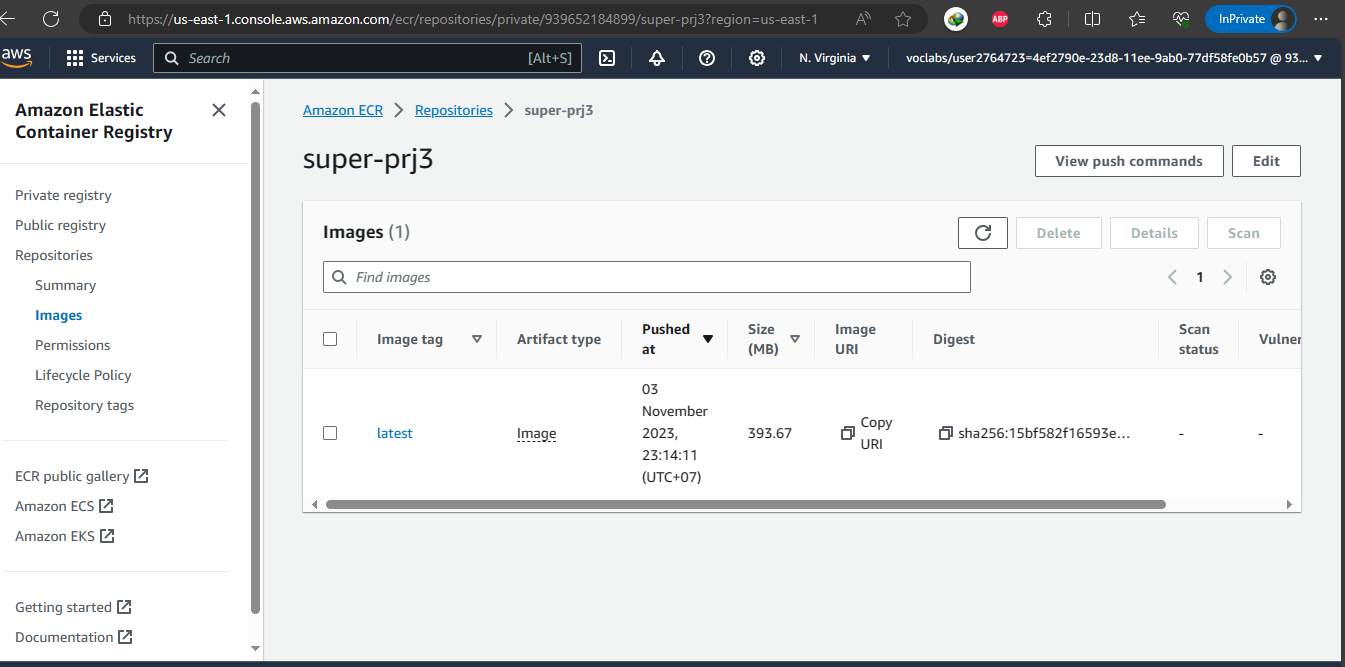 https://us-east-1.console.aws.amazon.com/ecr/repositories/private/939652184899/super-prj3?region=us-east-1
A
ABP
InPrivate
aws
Services
Search
[Alt+S]
N. Virginia
voclabs/user2764723=4ef2790e-23d8-11ee-9ab0-77df58fe0b57 @ 93...
Amazon Elastic
Container Registry
Private registry
Public registry
Repositories
Summary
Images
Permissions
Lifecycle Policy
Repository tags
ECR public gallery
Amazon ECS
Amazon EKS
Getting started
Documentation
Amazon ECR
Repositories
super-prj3
super-prj3
View push commands
Edit
Images (1)
Delete
Details
Scan
Find images
1
Image tag
Artifact type
Pushed
at
Size
(MB)
Image
URI
Digest
Scan
status
Vulner
latest
Image
03
November
2023,
23:14:11
(UTC+07)
393.67
Copy
URI
sha256:15bf582f16593e...
-
-